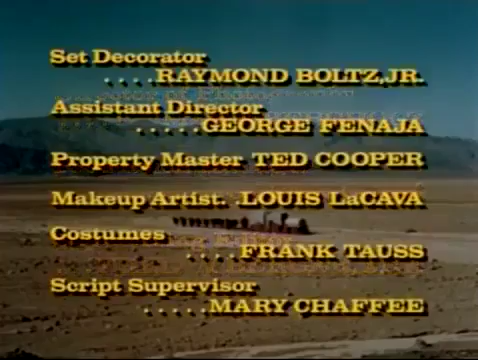 Set Decorator
....RAYMOND BOLTZ,JR.
Assistant Director
.....GEORGE FENAJA
Property Master TED COOPER
Makeup Artist. .LOUIS LaCAVA
Costumes
....FRANK TAUSS
Script Supervisor
.....MARY CHAFFEE